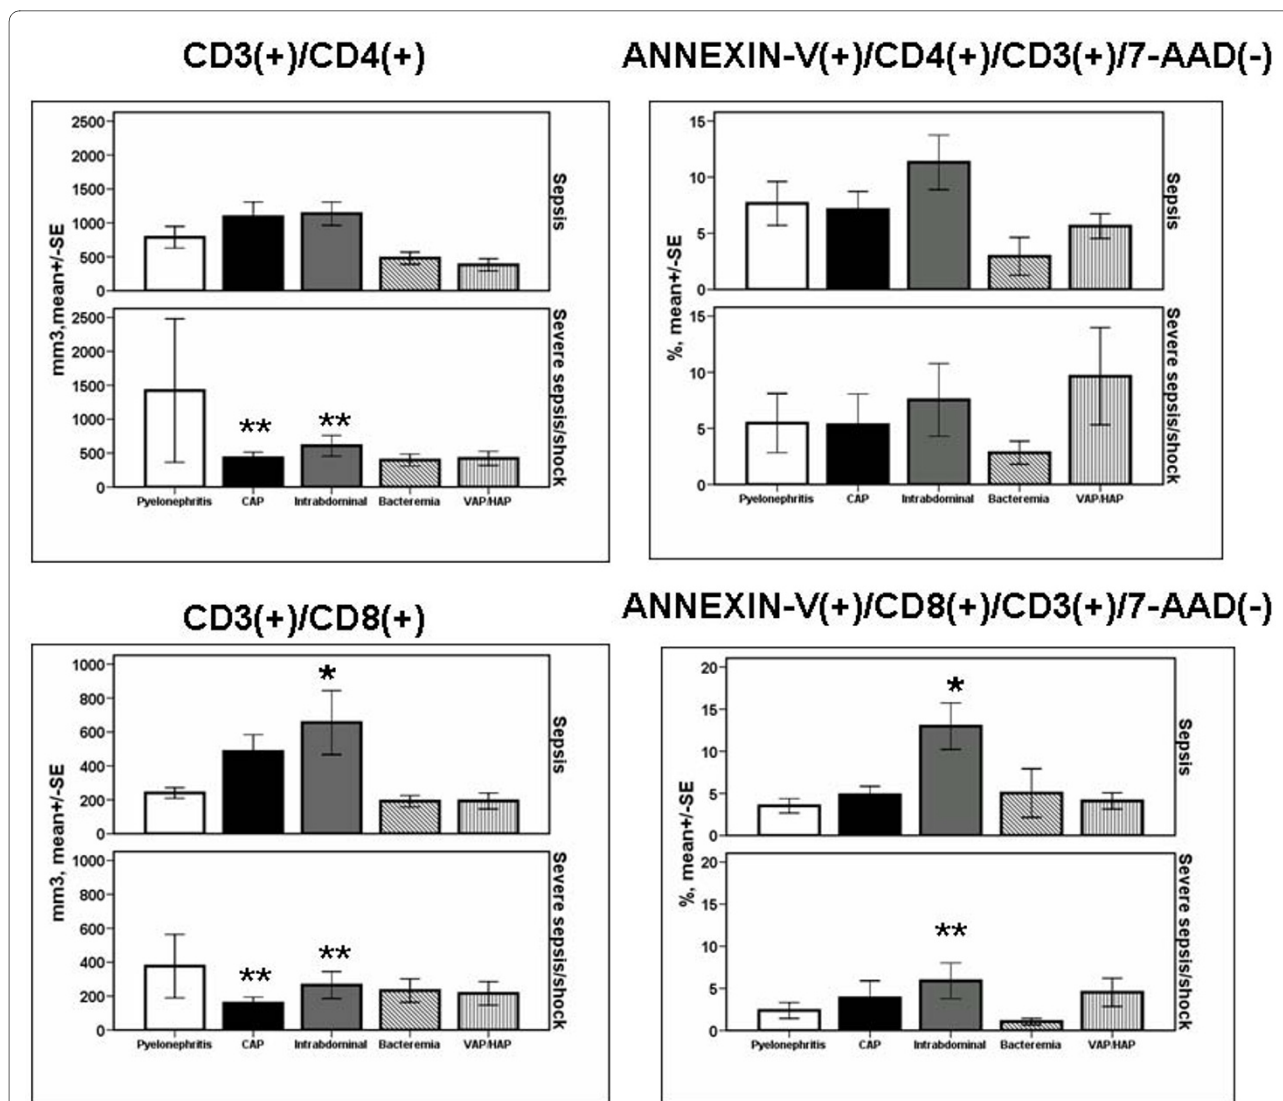 CD3(+)/CD4(+)
mm3,mean+/-SE
2500
2000
1500
1000
500
0
Sepsis
2500
2000
1500
1000
500
0
** **
Severe sepsis/shock
Pyelonephritis CAP Intrabdominal Bacteremia VAP/HAP
ANNEXIN-V(+)/CD4(+)/CD3(+)/7-AAD(-)
%, mean+/-SE
15
10
5
0
Sepsis
15
10
5
0
Severe sepsis/shock
Pyelonephritis CAP Intrabdominal Bacteremia VAP/HAP
CD3(+)/CD8(+)
mm3, mean+/-SE
1000
800
600
400
200
0
*
Sepsis
1000
800
600
400
200
0
** **
Severe sepsis/shock
Pyelonephritis CAP Intrabdominal Bacteremia VAP/HAP
ANNEXIN-V(+)/CD8(+)/CD3(+)/7-AAD(-)
%, mean+/-SE
20
15
10
5
0
*
Sepsis
20
15
10
5
0
**
Severe sepsis/shock
Pyelonephritis CAP Intrabdominal Bacteremia VAP/HAP